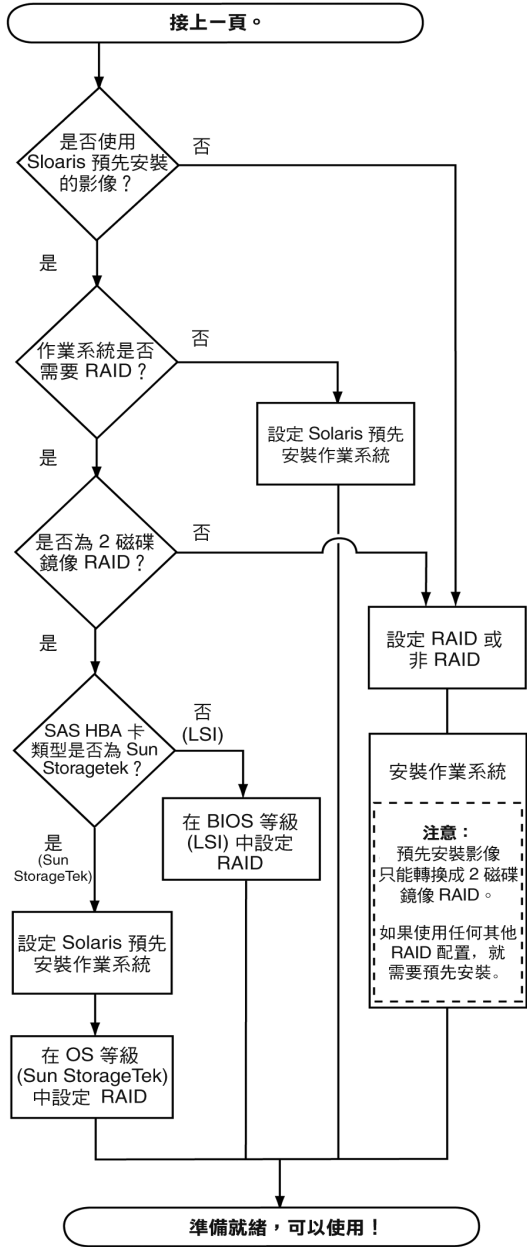 接上一頁。
是否使用
Sloaris 預先安裝
的影像？
否
是
作業系統是否
需要 RAID？
否
設定 Solaris 預先
安裝作業系統
是
是否為 2 磁碟
鏡像 RAID？
否
設定 RAID 或
非 RAID
是
SAS HBA 卡
類型是否為 Sun
Storagetek？
否
(LSI)
安裝作業系統
在 BIOS 等級
(LSI) 中設定
RAID
注意：
預先安裝影像
只能轉換成 2 磁碟
鏡像 RAID。
如果使用任何其他
RAID 配置，就
需要預先安裝。
是
(Sun
StorageTek)
設定 Solaris 預先
安裝作業系統
在 OS 等級
(Sun StorageTek)
中設定 RAID
準備就緒，可以使用！